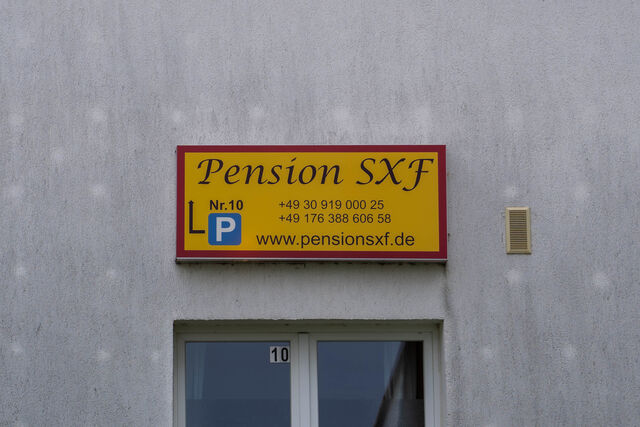 Pension SXF
Nr.10
P
+49 30 919 000 25
+49 176 388 606 58
www.pensionsxf.de
10